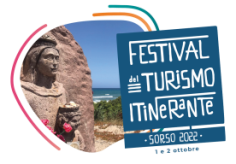 FESTIVAL
del TURISMO
ITINERANTE
• SORSO 2022 •
1 e 2 ottobre